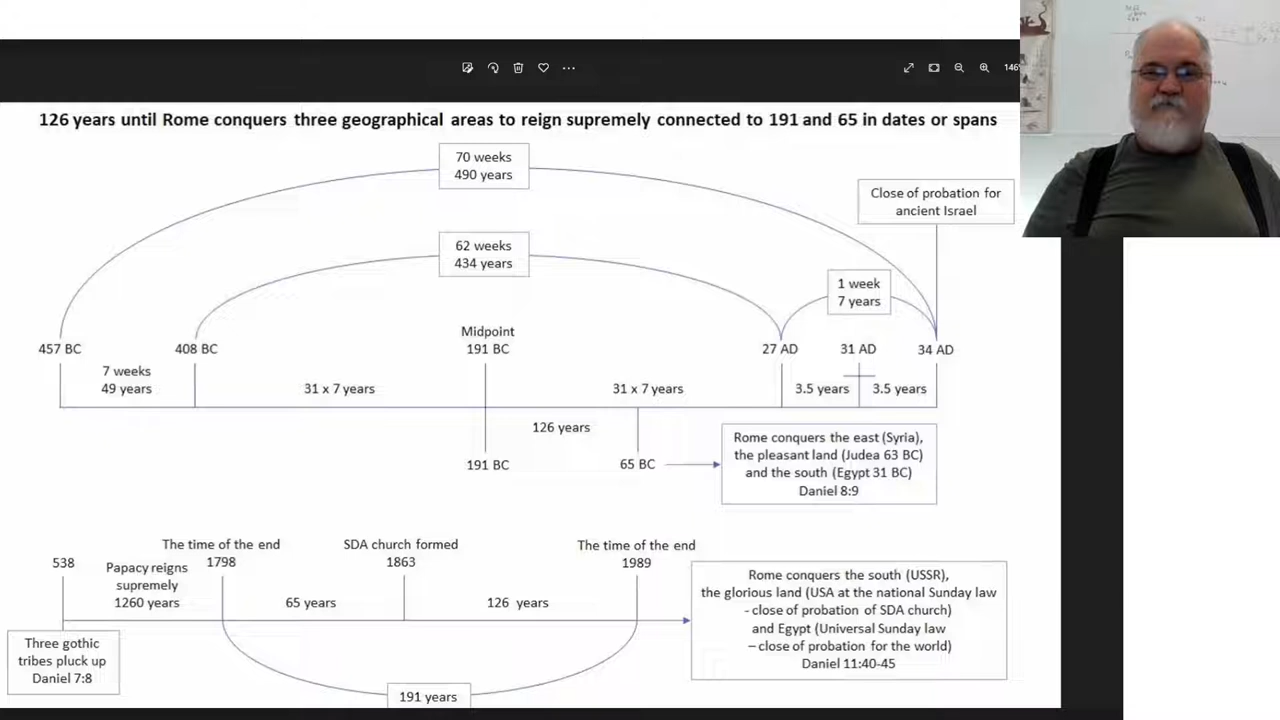 146%
126 years until Rome conquers three geographical areas to reign supremely connected to 191 and 65 in dates or spans
70 weeks
490 years
Close of probation for
ancient Israel
62 weeks
434 years
1 week
7 years
457 BC
408 BC
Midpoint
191 BC
27 AD
31 AD
34 AD
7 weeks
49 years
31 x 7 years
31 x 7 years
3.5 years
3.5 years
126 years
191 BC
65 BC
Rome conquers the east (Syria),
the pleasant land (Judea 63 BC)
and the south (Egypt 31 BC)
Daniel 8:9
538
The time of the end
1798
SDA church formed
1863
The time of the end
1989
Papacy reigns
supremely
1260 years
65 years
126 years
Three gothic
tribes pluck up
Daniel 7:8
191 years
Rome conquers the south (USSR),
the glorious land (USA at the national Sunday law
- close of probation of SDA church)
and Egypt (Universal Sunday law
– close of probation for the world)
Daniel 11:40-45